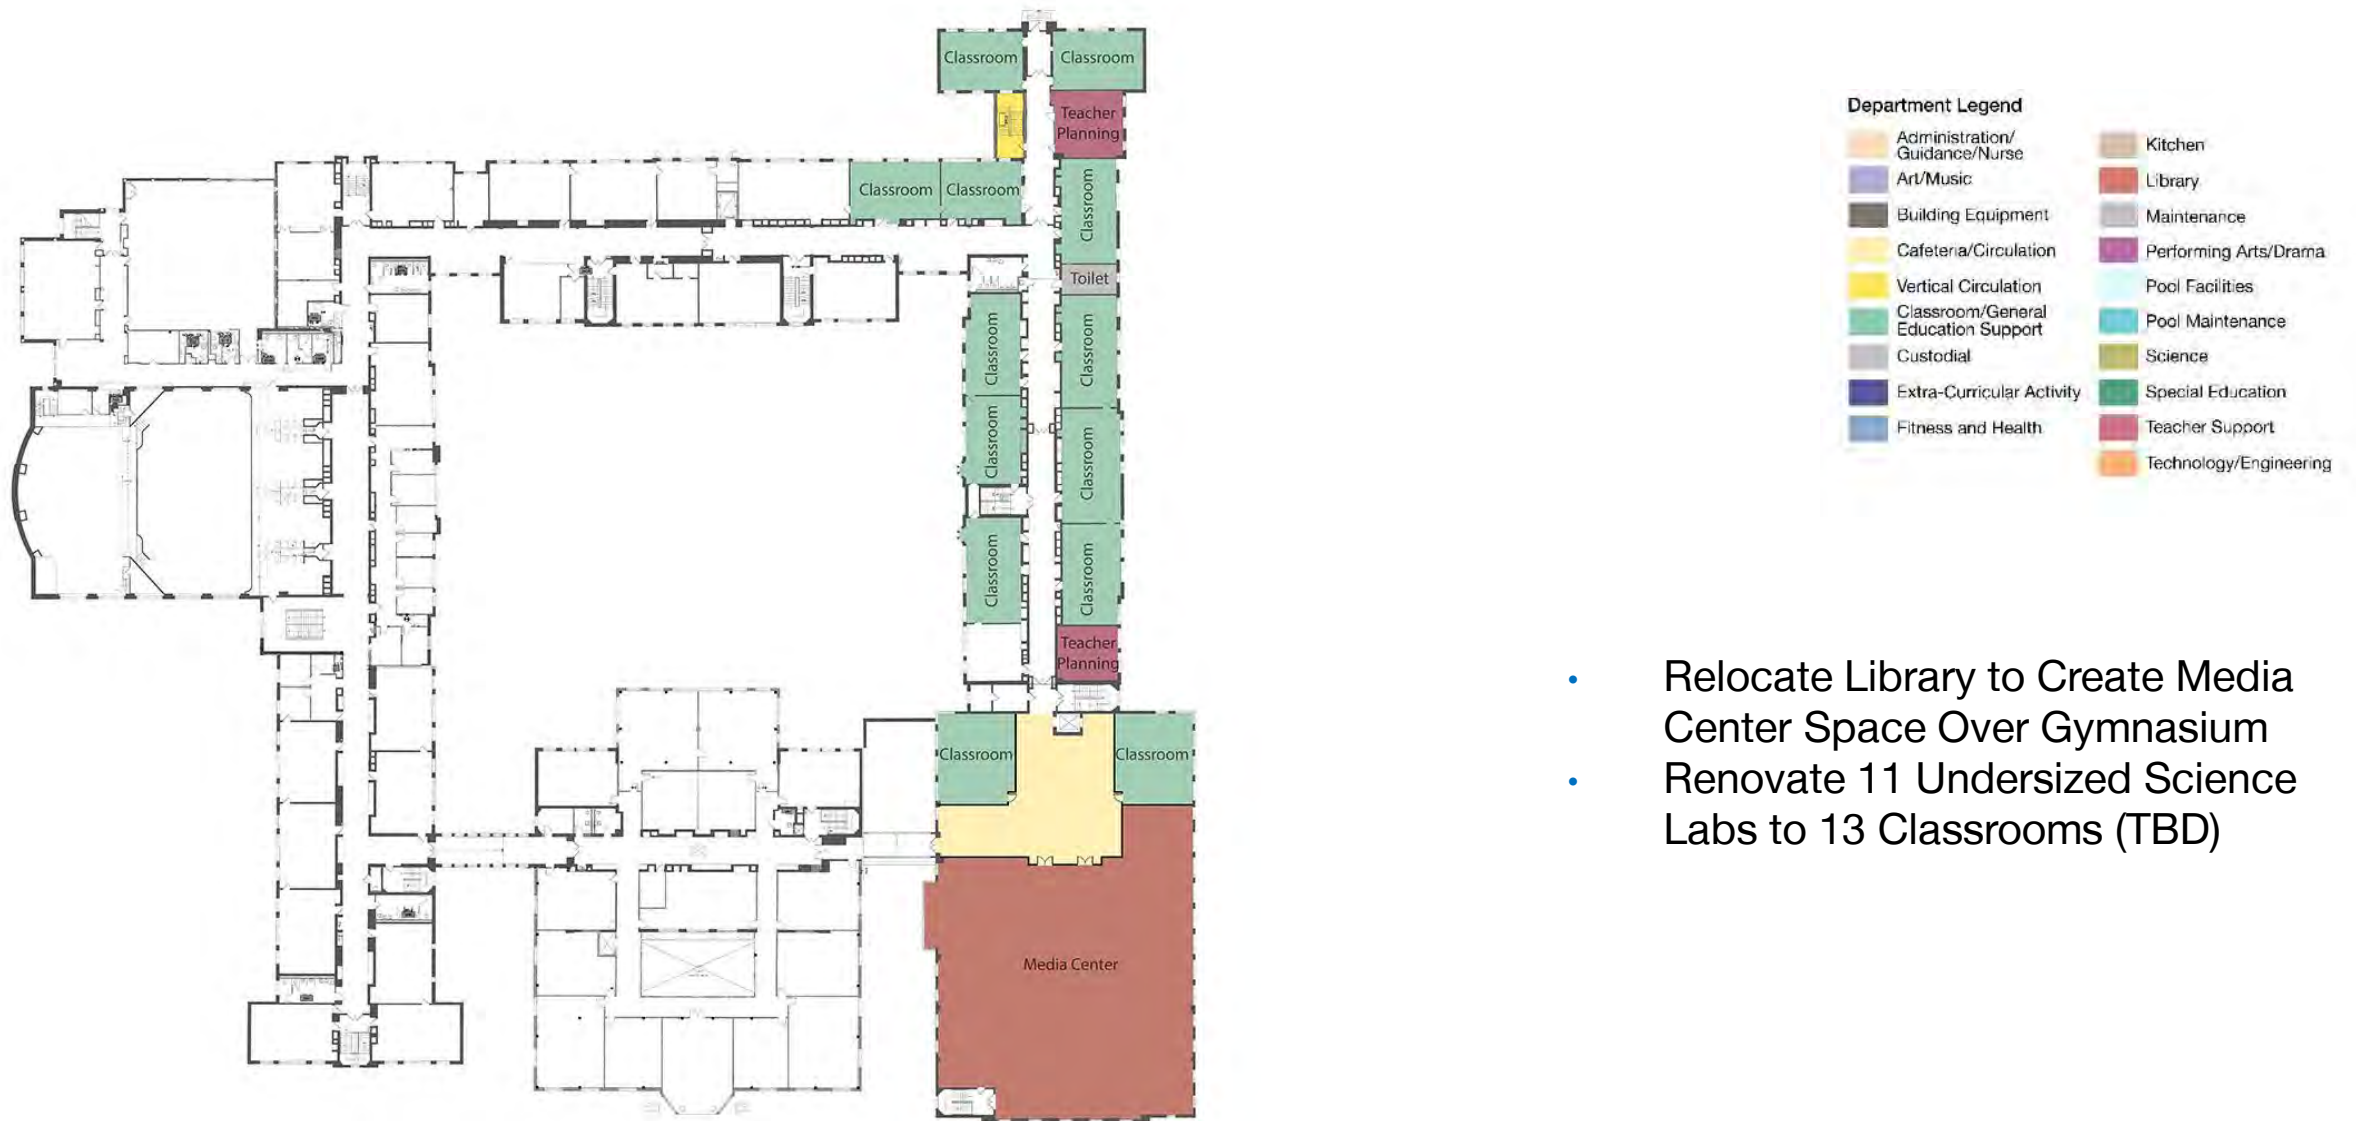 Classroom
Classroom
Teacher
Planning
Classroom
Classroom
Classroom
Toilet
Classroom
Classroom
Classroom
Classroom
Classroom
Classroom
Teacher
Planning
Classroom
Classroom
Media Center
Department Legend
Administration/
Guidance/Nurse
Art/Music
Building Equipment
Cafeteria/Circulation
Vertical Circulation
Classroom/General
Education Support
Custodial
Extra-Curricular Activity
Fitness and Health
Kitchen
Library
Maintenance
Performing Arts/Drama
Pool Facilities
Pool Maintenance
Science
Special Education
Teacher Support
Technology/Engineering
• Relocate Library to Create Media
Center Space Over Gymnasium
• Renovate 11 Undersized Science
Labs to 13 Classrooms (TBD)